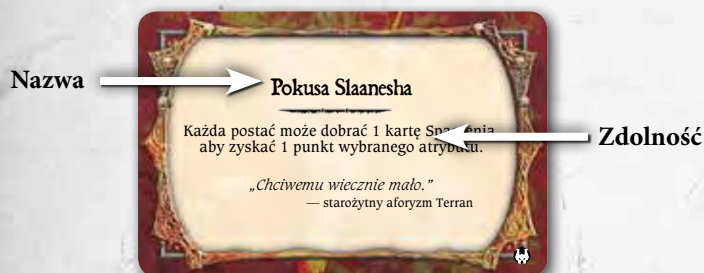 Nazwa
Pokusa Slaanesha
Każda postać może dobrać 1 kartę
aby zyskać 1 punkt wybranego atrybutu.
„Chciwemu wiecznie mało.”
— starożytny aforyzm Terran
Zdolność